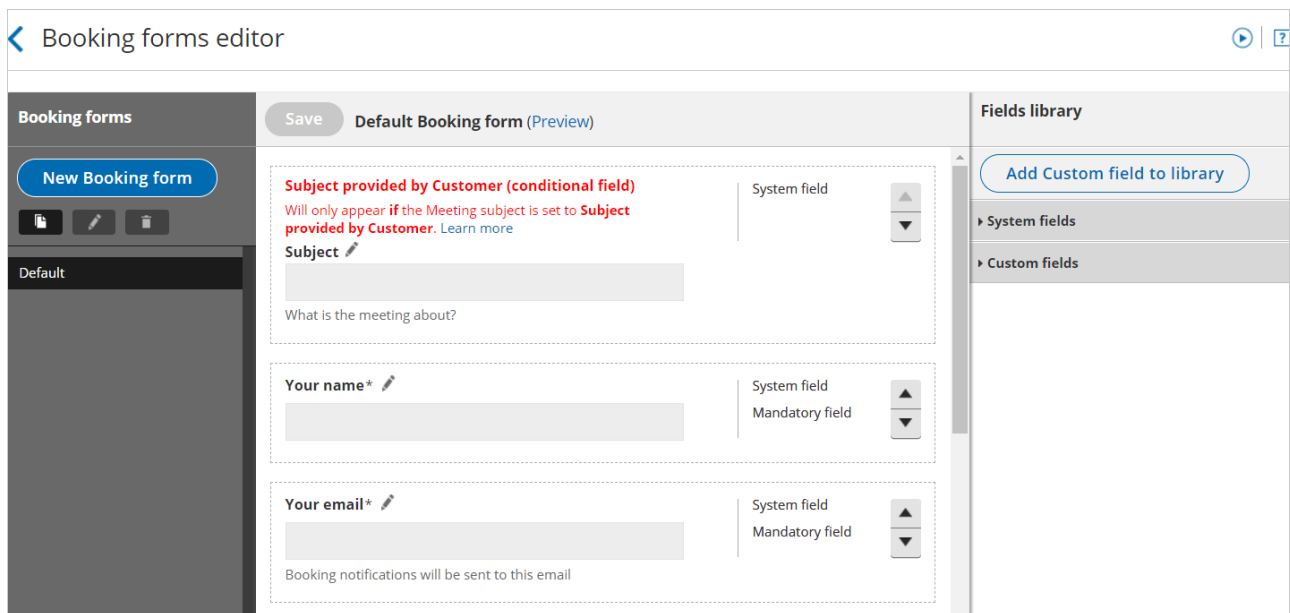 Booking forms editor
?
Booking forms
New Booking form
Default
Save
Default Booking form (Preview)
Subject provided by Customer (conditional field)
Will only appear if the Meeting subject is set to Subject
provided by Customer. Learn more
Subject
What is the meeting about?
System field
Your name*
System field
Mandatory field
Your email*
Booking notifications will be sent to this email
System field
Mandatory field
Fields library
Add Custom field to library
System fields
Custom fields